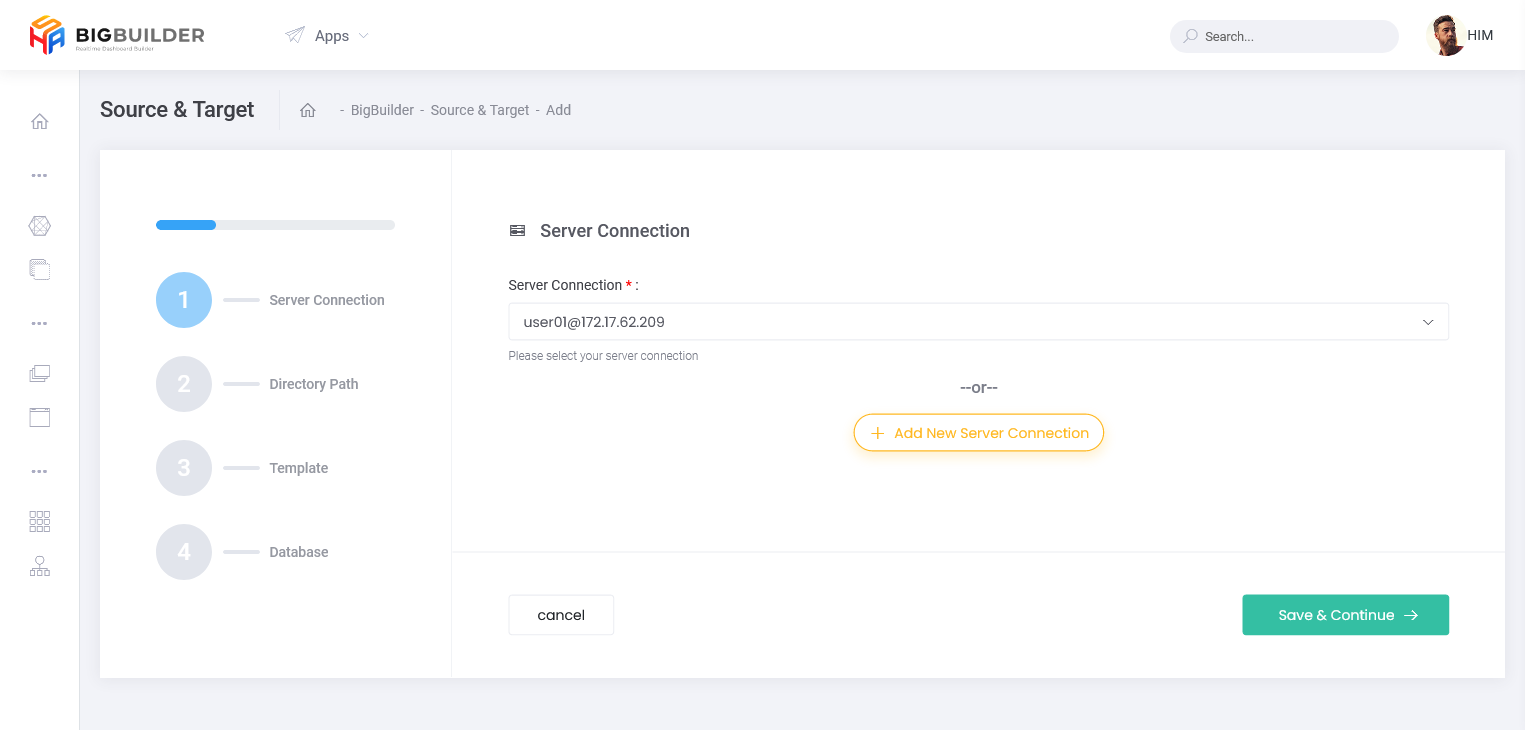 BIGBUILDER
Realtime Dashboard Builder
Apps
Search...
HIM
Source & Target
- BigBuilder - Source & Target - Add
1
Server Connection
2
Directory Path
3
Template
4
Database
Server Connection
Server Connection * :
user01@172.17.62.209
Please select your server connection
--or--
Add New Server Connection
cancel
Save & Continue